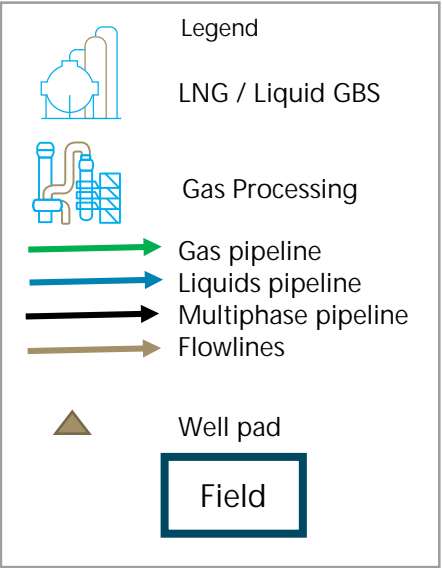 Legend
LNG / Liquid GBS
Gas Processing
Gas pipeline
Liquids pipeline
Multiphase pipeline
Flowlines
Well pad
Field